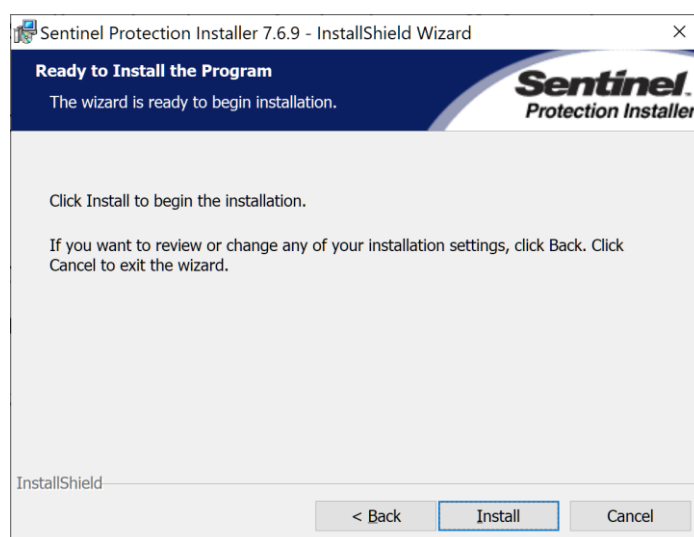 Sentinel Protection Installer 7.6.9 - InstallShield Wizard
Ready to Install the Program
The wizard is ready to begin installation.
Sentinel.
Protection Installer
Click Install to begin the installation.
If you want to review or change any of your installation settings, click Back. Click
Cancel to exit the wizard.
InstallShield
< Back
Install
Cancel